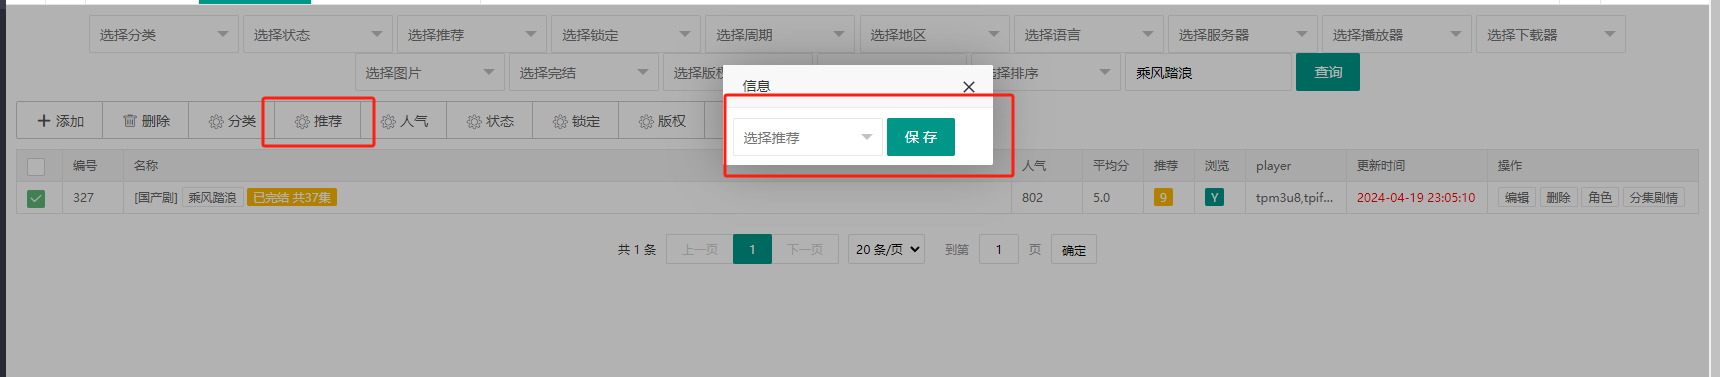 选择分类 选择状态 选择推荐 选择锁定 选择周期 选择地区 选择语言 选择服务器 选择播放器 选择下载器
选择图片 选择完结 选择版权 选择排序 乘风踏浪 查询
信息
添加 删除 分类 推荐 人气 状态 锁定 版权
选择推荐 保存
编号 名称 人气 平均分 推荐 浏览 player 更新时间 操作
327 [国产剧] 乘风踏浪 已完结 共37集 802 5.0 9 Y tpm3u8,tpif... 2024-04-19 23:05:10 编辑 删除 角色 分集剧情
共 1 条 上一页 1 下一页 20 条/页 到第 1 页 确定